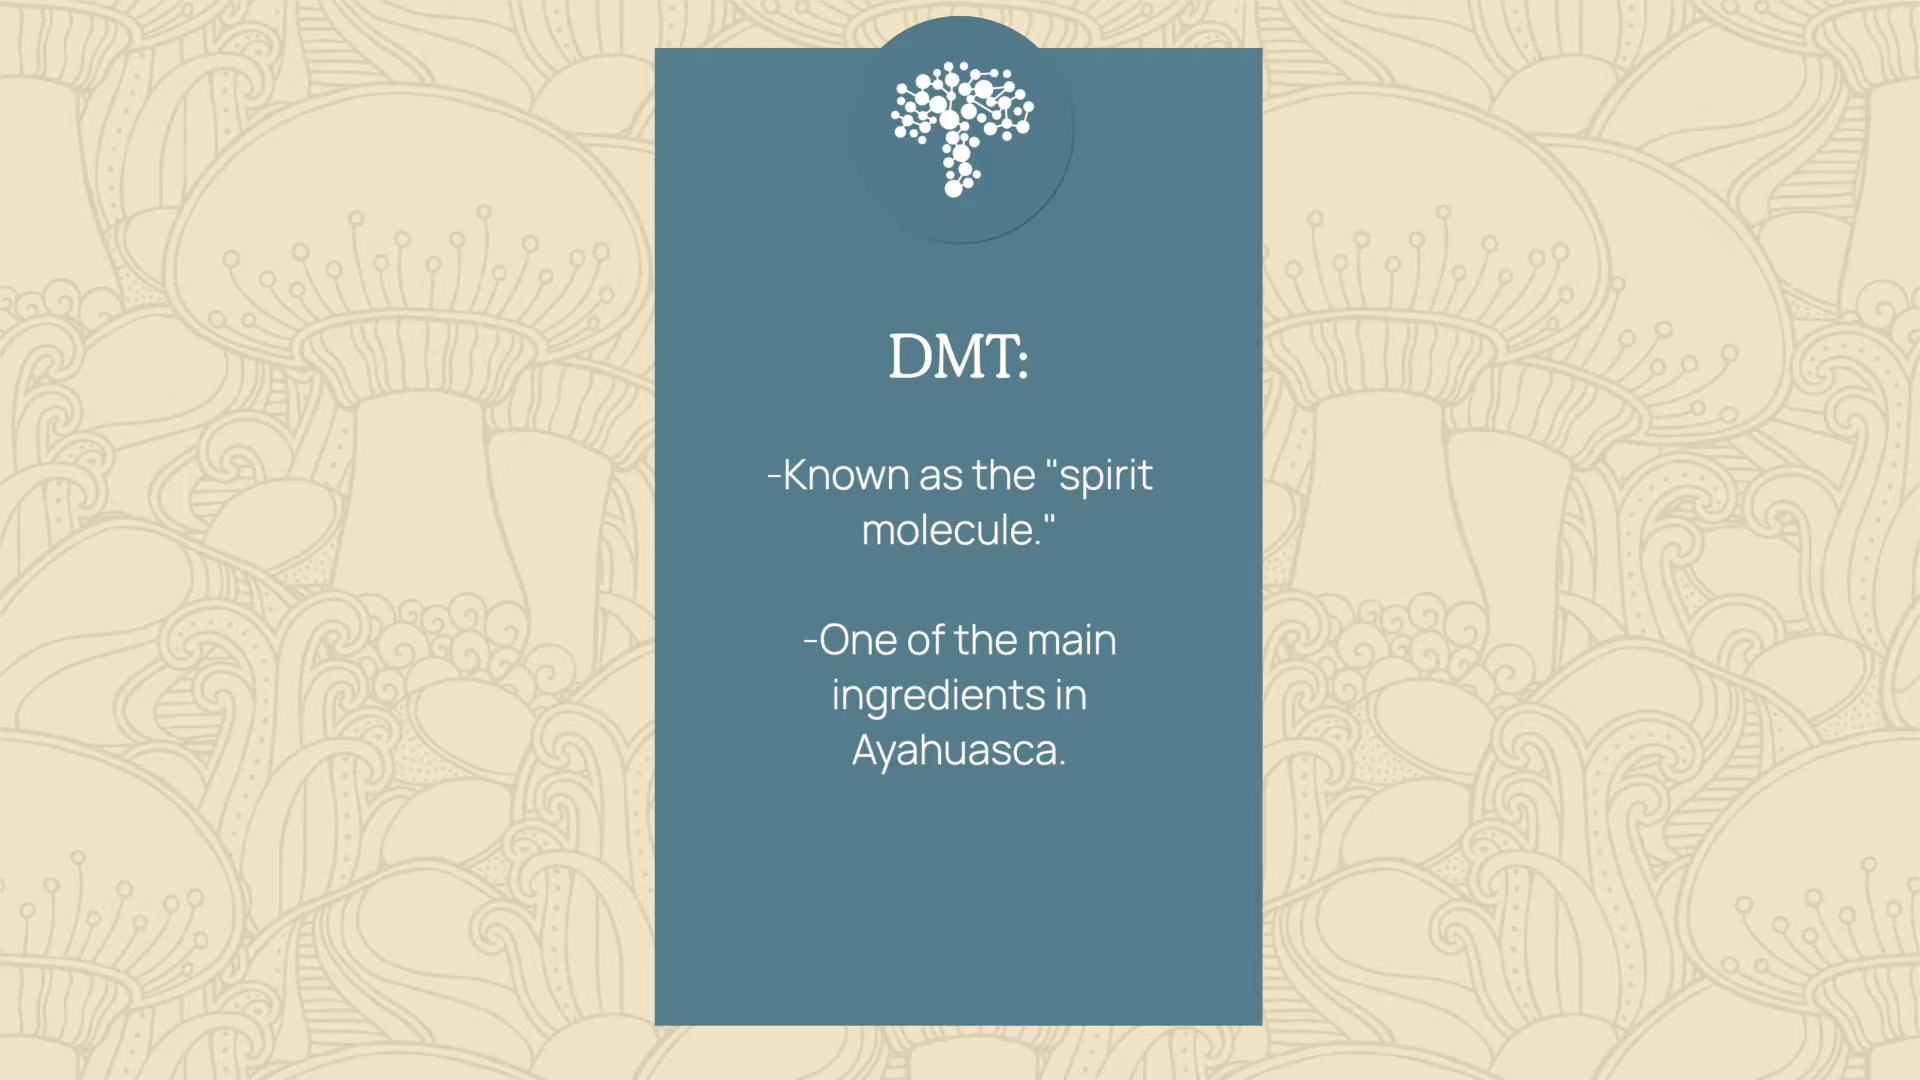 DMT:
-Known as the "spirit
molecule."
-One of the main
ingredients in
Ayahuasca.